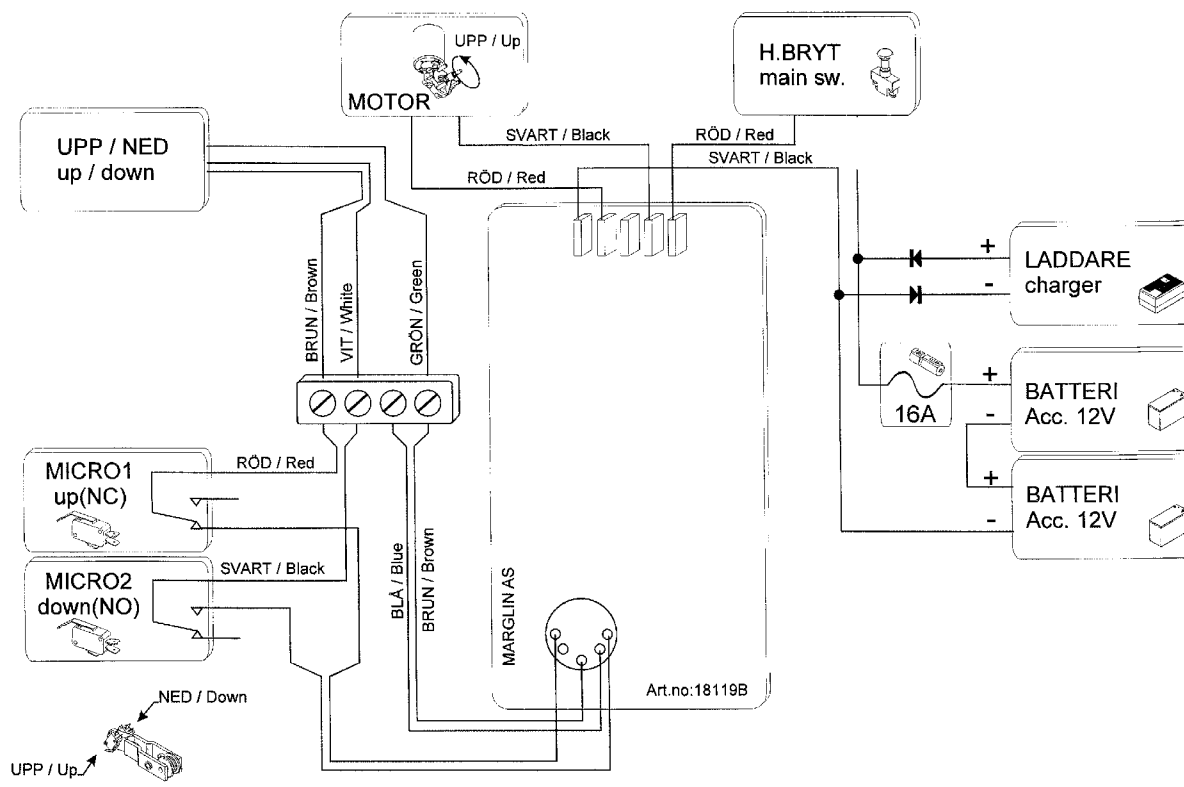 UPP / Up
MOTOR
H.BRYT
main sw.
UPP / NED
up / down
SVART / Black
RÖD / Red
RÖD / Red
SVART / Black
BRUN / Brown
VIT / White
GRÖN / Green
+
-
LADDARE
charger
16A
+
-
BATTERI
Acc. 12V
+
-
BATTERI
Acc. 12V
MICRO1
up(NC)
RÖD / Red
MICRO2
down(NO)
SVART / Black
BLÅ / Blue
BRUN / Brown
MARGLIN AS
Art.no:18119B
NED / Down
UPP / Up